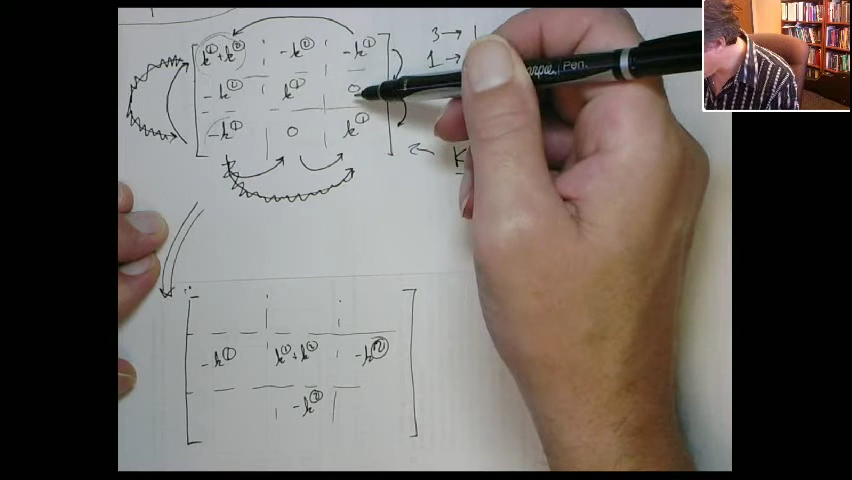 k① + k② -k② -k①
3 → 1
-k② k② 0
1 →
-k① 0 k①
K
-k① k① + k② -k②
-k②
Sharpie Pen.